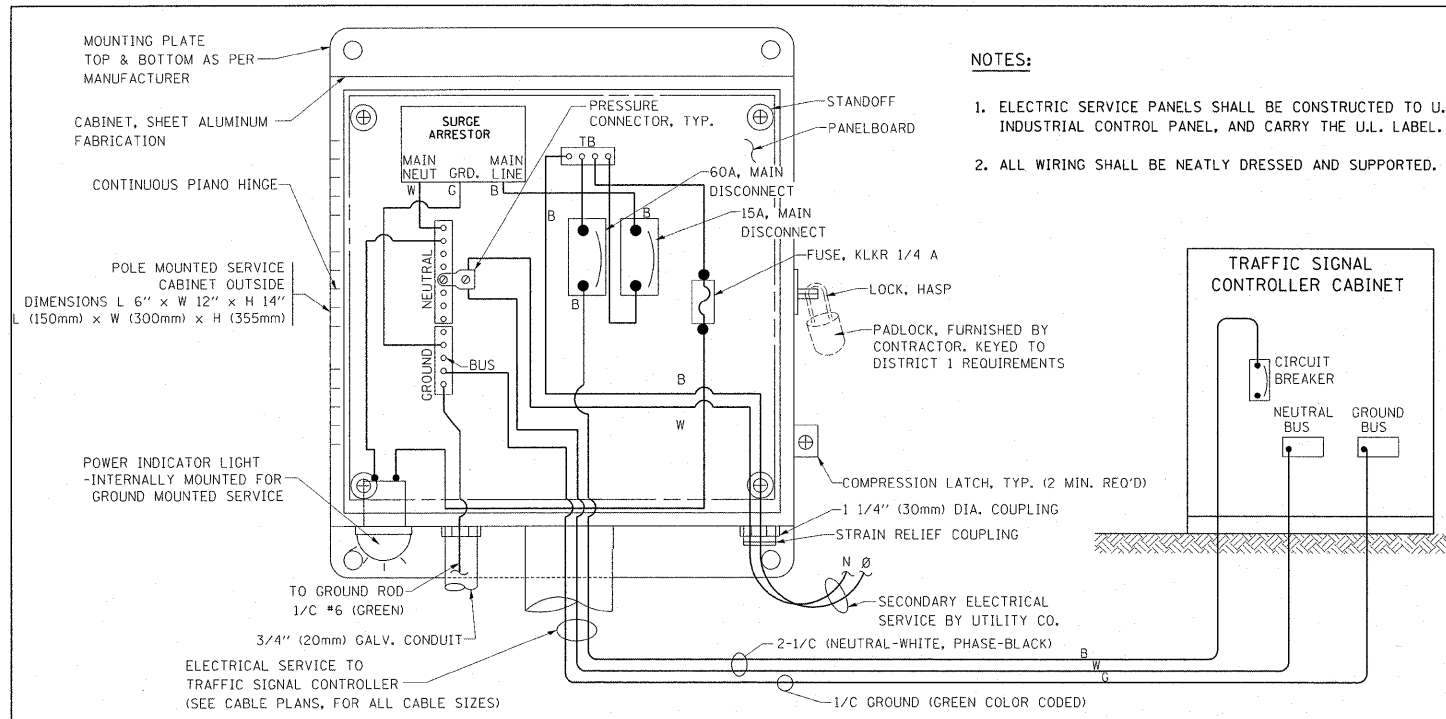 MOUNTING PLATE
TOP & BOTTOM AS PER
MANUFACTURER
CABINET, SHEET ALUMINUM
FABRICATION
CONTINUOUS PIANO HINGE
POLE MOUNTED SERVICE
CABINET OUTSIDE
DIMENSIONS L 6" x W 12" x H 14"
L (150mm) x W (300mm) x H (355mm)
POWER INDICATOR LIGHT
-INTERNALLY MOUNTED FOR
GROUND MOUNTED SERVICE
SURGE
ARRESTOR
MAIN
NEUT
GRD.
MAIN
LINE
W
G
B
PRESSURE
CONNECTOR, TYP.
TB
B
B
B
NEUTRAL
GROUND
BUS
B
W
STANDOFF
PANELBOARD
60A, MAIN
DISCONNECT
15A, MAIN
DISCONNECT
FUSE, KLKR 1/4 A
LOCK, HASP
PADLOCK, FURNISHED BY
CONTRACTOR. KEYED TO
DISTRICT 1 REQUIREMENTS
COMPRESSION LATCH, TYP. (2 MIN. REQ'D)
1 1/4" (30mm) DIA. COUPLING
STRAIN RELIEF COUPLING
N Ø
SECONDARY ELECTRICAL
SERVICE BY UTILITY CO.
TO GROUND ROD
1/C #6 (GREEN)
3/4" (20mm) GALV. CONDUIT
ELECTRICAL SERVICE TO
TRAFFIC SIGNAL CONTROLLER
(SEE CABLE PLANS, FOR ALL CABLE SIZES)
2-1/C (NEUTRAL-WHITE, PHASE-BLACK)
B
W
G
1/C GROUND (GREEN COLOR CODED)
NOTES:
1. ELECTRIC SERVICE PANELS SHALL BE CONSTRUCTED TO U.
INDUSTRIAL CONTROL PANEL, AND CARRY THE U.L. LABEL.
2. ALL WIRING SHALL BE NEATLY DRESSED AND SUPPORTED.
TRAFFIC SIGNAL
CONTROLLER CABINET
CIRCUIT
BREAKER
NEUTRAL
BUS
GROUND
BUS